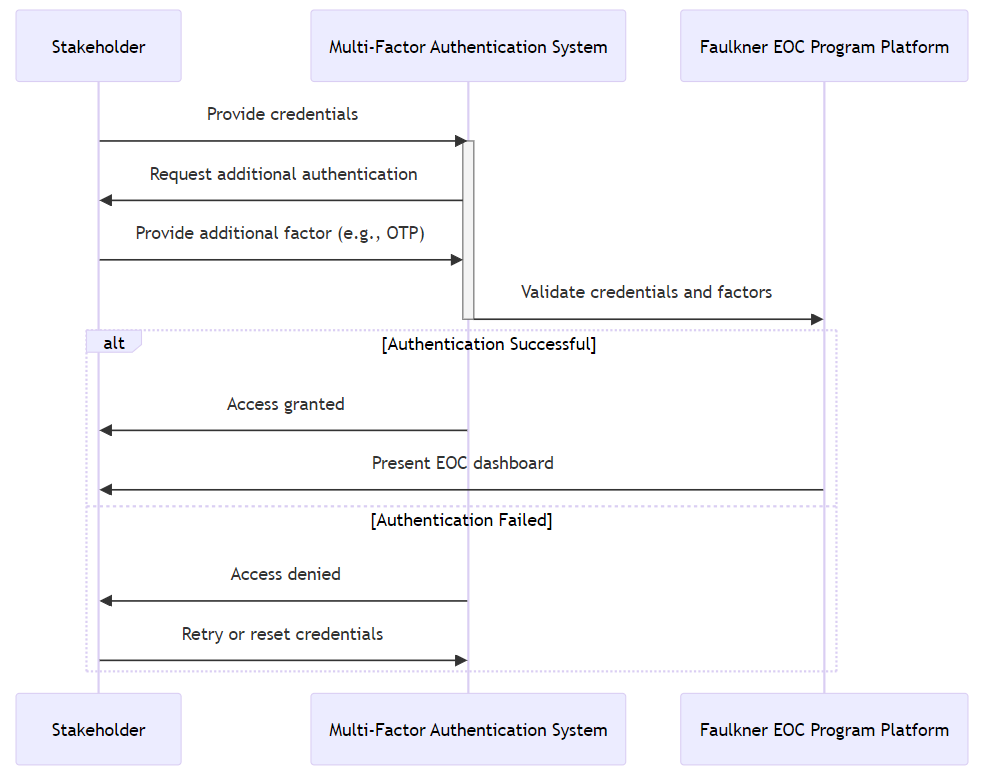 Stakeholder
Multi-Factor Authentication System
Faulkner EOC Program Platform
Provide credentials
Request additional authentication
Provide additional factor (e.g., OTP)
Validate credentials and factors
alt
[Authentication Successful]
Access granted
Present EOC dashboard
[Authentication Failed]
Access denied
Retry or reset credentials
Stakeholder
Multi-Factor Authentication System
Faulkner EOC Program Platform